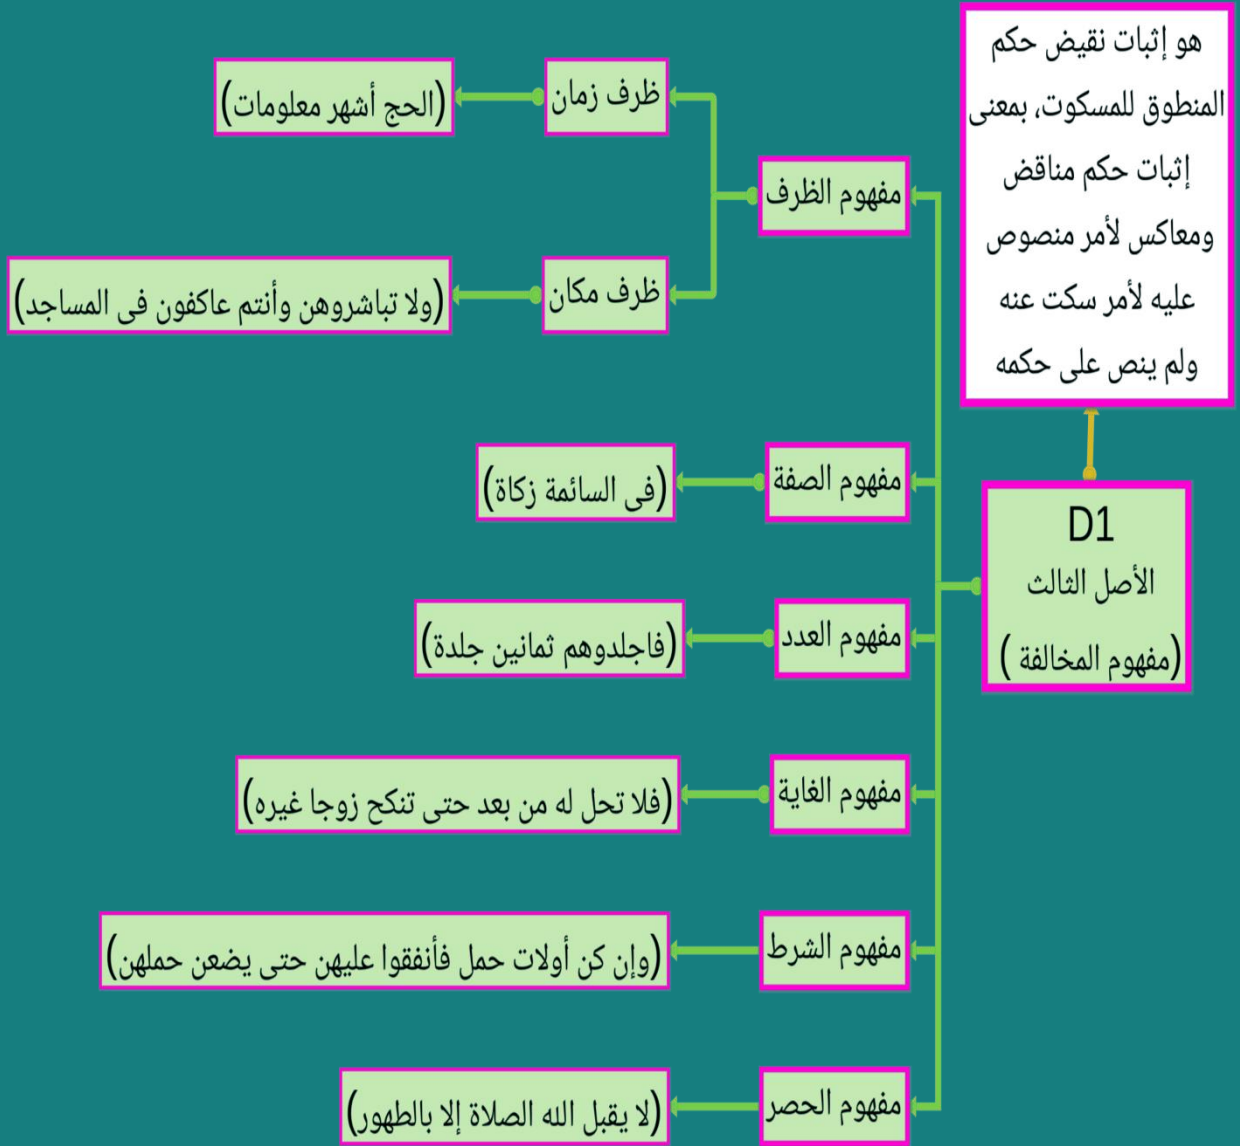 هو إثبات نقيض حكم
المنطوق للمسكوت، بمعنى
إثبات حكم مناقض
ومعاكس لأمر منصوص
عليه لأمر سكت عنه
ولم ينص على حكمه
D1
الأصل الثالث
(مفهوم المخالفة )
مفهوم الظرف
ظرف زمان
(الحج أشهر معلومات)
ظرف مكان
(ولا تباشروهن وأنتم عاكفون فى المساجد)
مفهوم الصفة
(فى السائمة زكاة)
مفهوم العدد
(فاجلدوهم ثمانين جلدة)
مفهوم الغاية
(فلا تحل له من بعد حتى تنكح زوجا غيره)
مفهوم الشرط
(وإن كن أولات حمل فأنفقوا عليهن حتى يضعن حملهن)
مفهوم الحصر
(لا يقبل الله الصلاة إلا بالطهور)